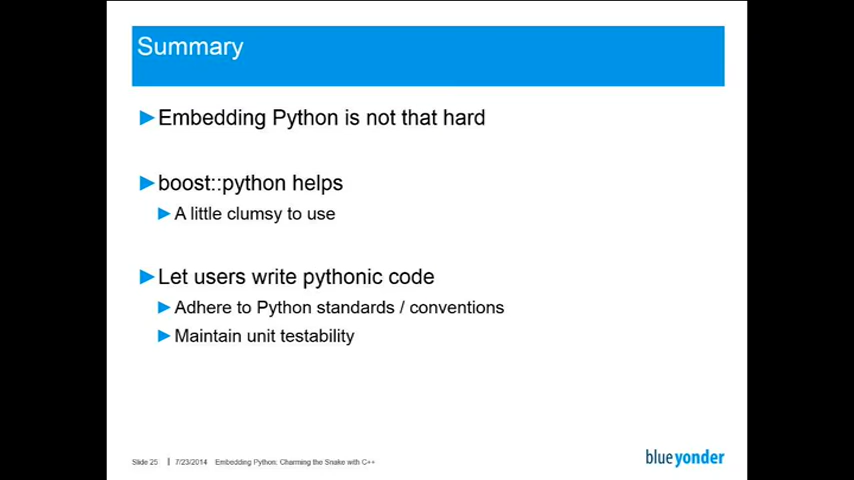 Summary
Embedding Python is not that hard
boost::python helps
A little clumsy to use
Let users write pythonic code
Adhere to Python standards / conventions
Maintain unit testability
Slide 25 | 7/23/2014 Embedding Python: Charming the Snake with C++
blueyonder